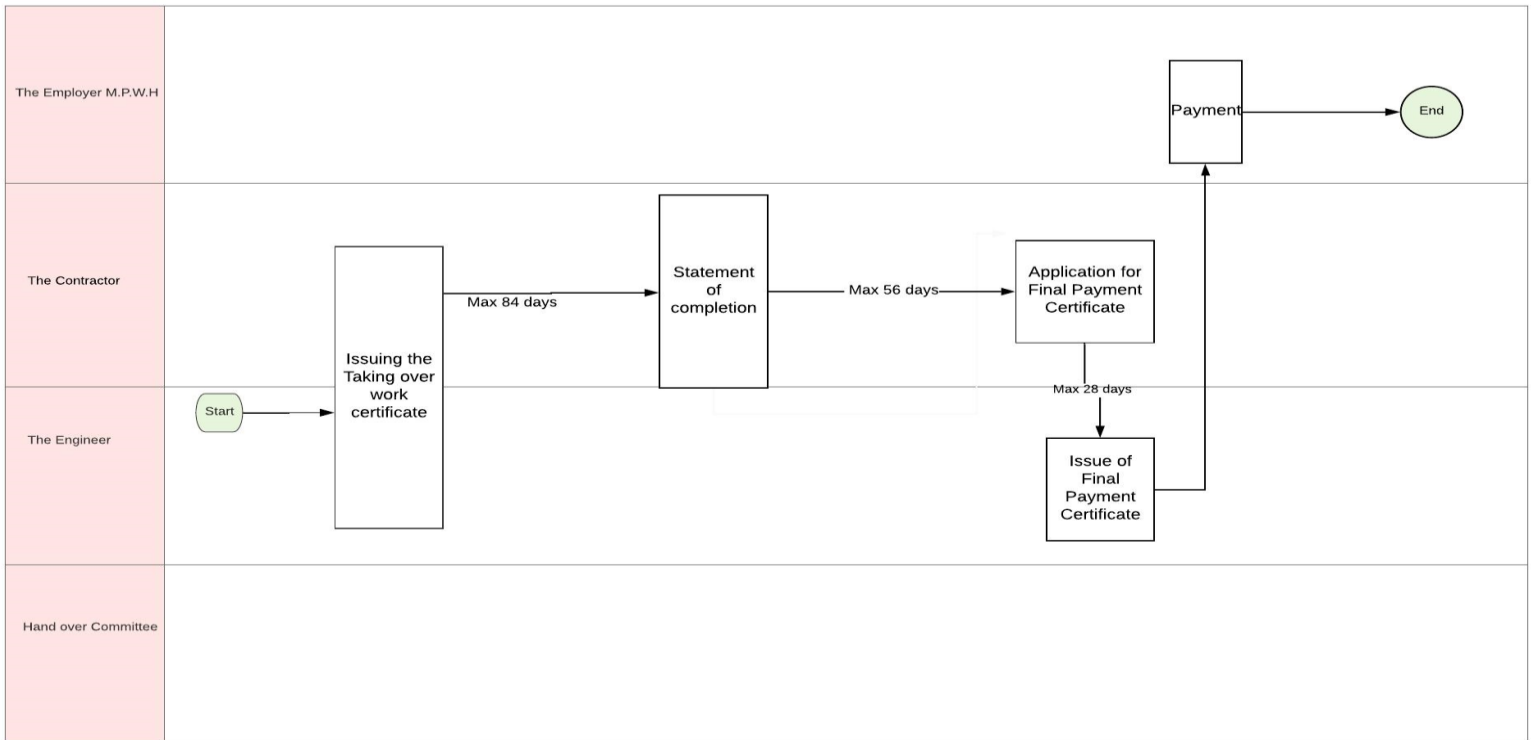 The Employer M.P.W.H
Payment
End
The Contractor
Issuing the
Taking over
work
certificate
Max 84 days
Statement
of
completion
Max 56 days
Application for
Final Payment
Certificate
Max 28 days
The Engineer
Start
Issue of
Final
Payment
Certificate
Hand over Committee